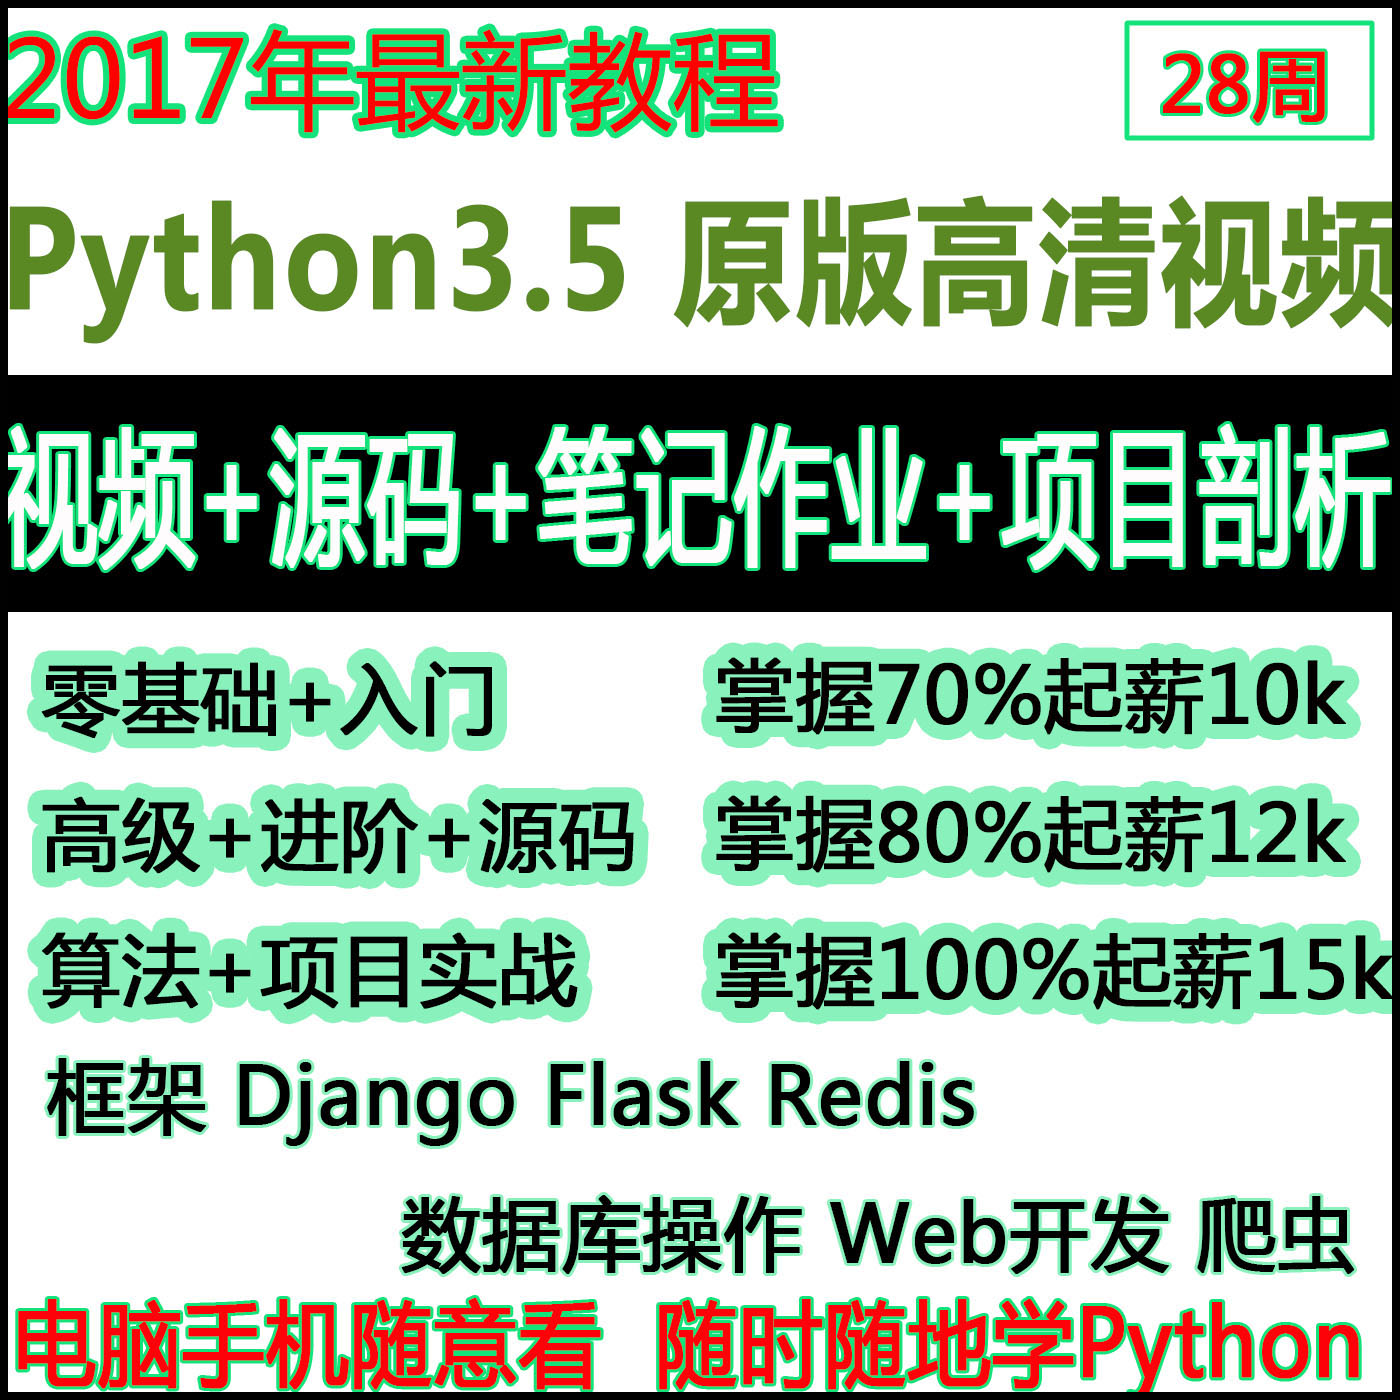 2017年最新教程
28周
Python3.5 原版高清视频
视频+源码+笔记作业+项目剖析
零基础+入门
掌握70%起薪10k
高级+进阶+源码
掌握80%起薪12k
算法+项目实战
掌握100%起薪15k
框架 Django Flask Redis
数据库操作 Web开发 爬虫
电脑手机随意看 随时随地学Python